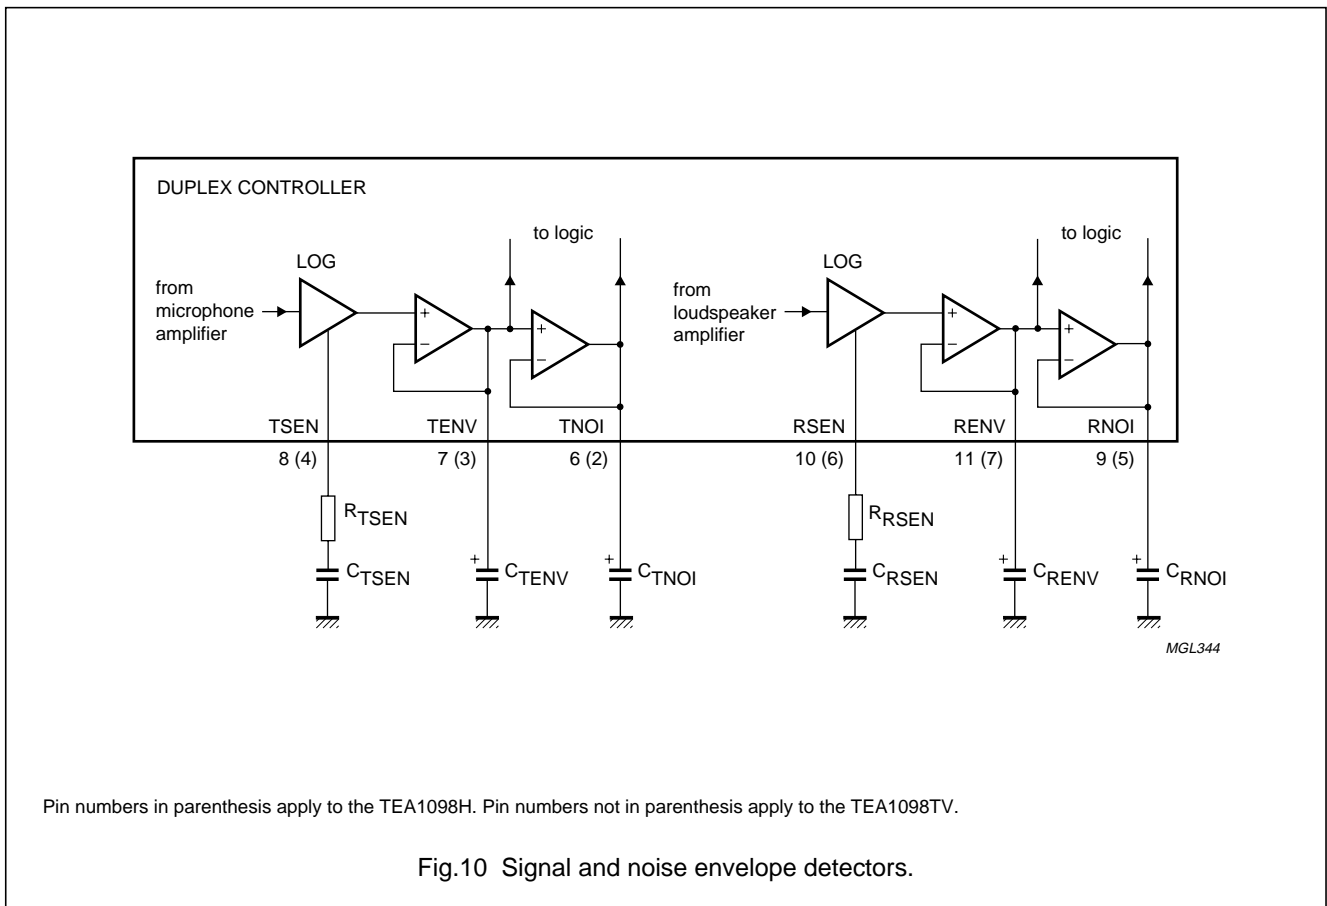 DUPLEX CONTROLLER
to logic
to logic
LOG
LOG
from
microphone
amplifier
from
loudspeaker
amplifier
+
−
+
−
+
−
+
−
TSEN
TENV
TNOI
RSEN
RENV
RNOI
8 (4)
7 (3)
6 (2)
10 (6)
11 (7)
9 (5)
RTSEN
RRSEN
CTSEN
+
CTENV
+
CTNOI
CRSEN
+
CRENV
+
CRNOI
MGL344
Pin numbers in parenthesis apply to the TEA1098H. Pin numbers not in parenthesis apply to the TEA1098TV.
Fig.10 Signal and noise envelope detectors.